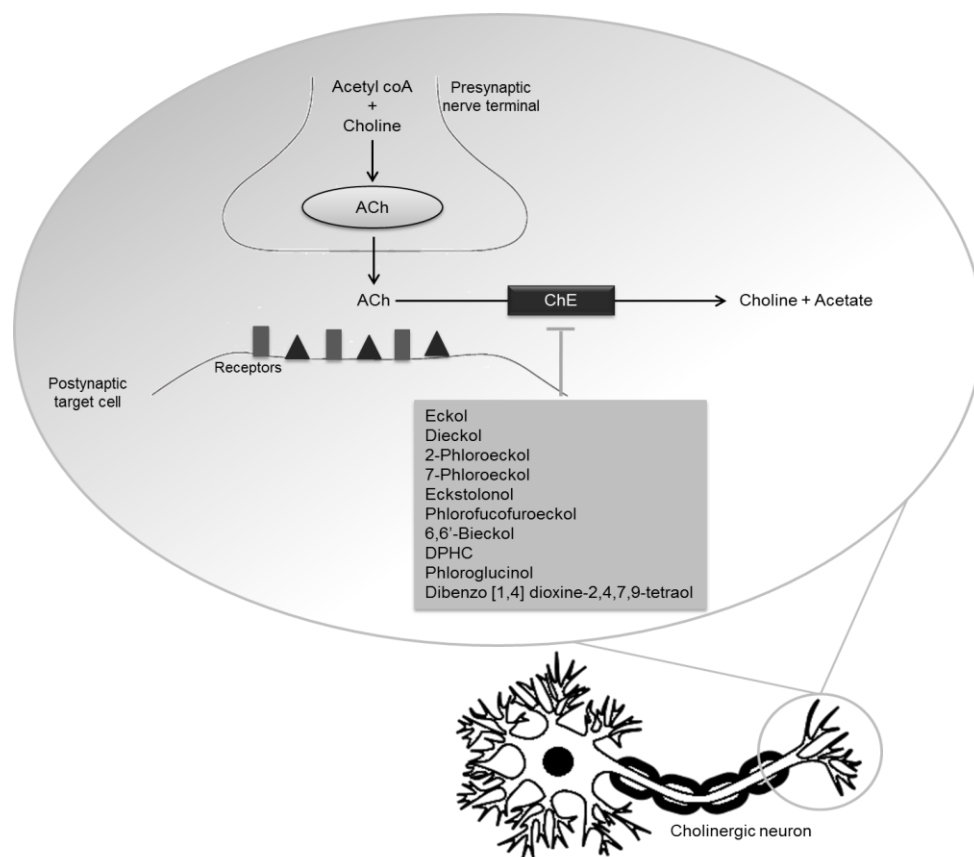 Acetyl coA
+
Choline
Presynaptic
nerve terminal
ACh
ACh
ChE
Choline + Acetate
Receptors
Postynaptic
target cell
Eckol
Dieckol
2-Phloroeckol
7-Phloroeckol
Eckstolonol
Phlorofucofuroeckol
6,6'-Bieckol
DPHC
Phloroglucinol
Dibenzo [1,4] dioxine-2,4,7,9-tetraol
Cholinergic neuron